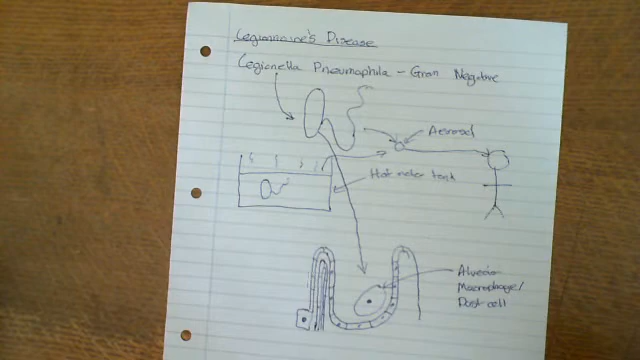 Legionnaire's Disease
Legionella Pneumophila - Gram Negative
Aerosol
Hot water tank
Alveolar
Macrophage/
Dust cell